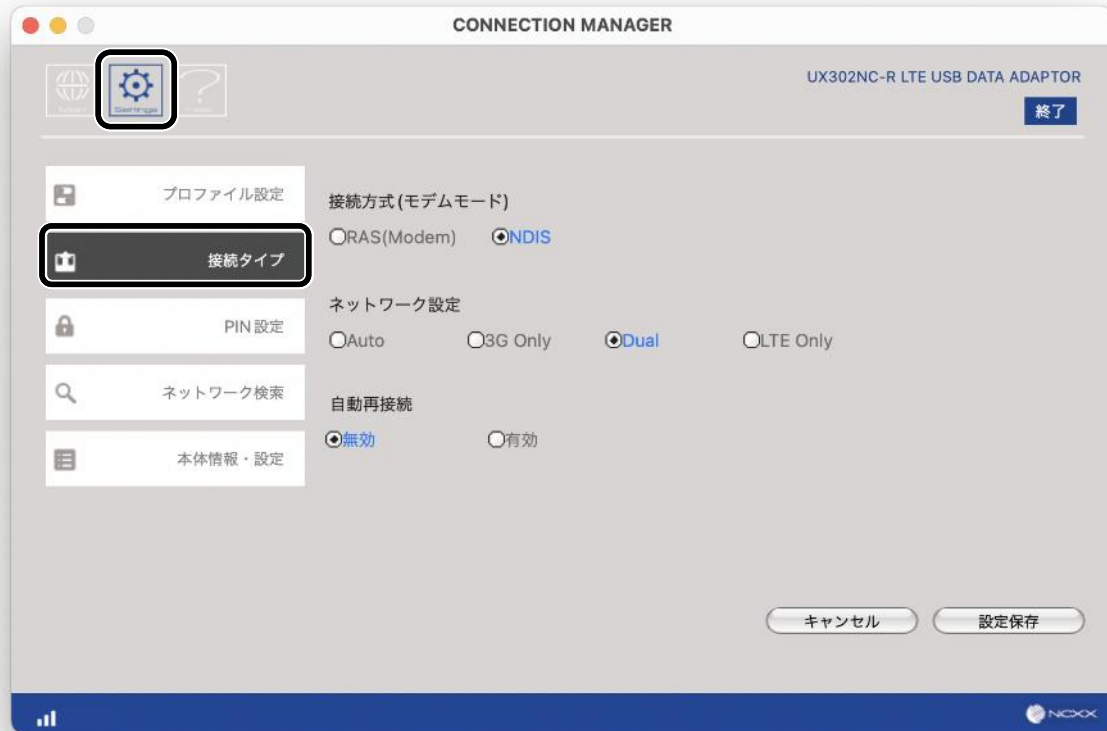 CONNECTION MANAGER
Settings
UX302NC-R LTE USB DATA ADAPTOR
終了
プロファイル設定
接続タイプ
PIN設定
ネットワーク検索
本体情報・設定
接続方式(モデムモード)
RAS(Modem) NDIS
ネットワーク設定
Auto 3G Only Dual LTE Only
自動再接続
無効 有効
キャンセル 設定保存
NCXX